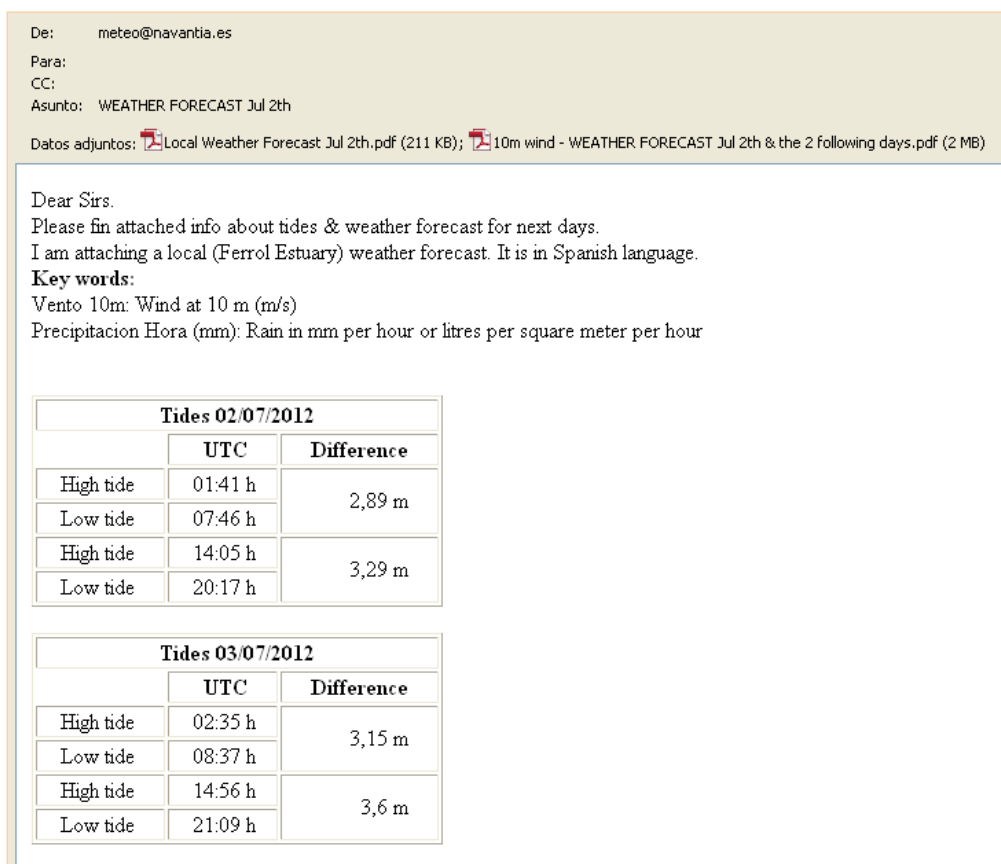 De: meteo@navantia.es
Para:
CC:
Asunto: WEATHER FORECAST Jul 2th
Datos adjuntos: Local Weather Forecast Jul 2th.pdf (211 KB); 10m wind - WEATHER FORECAST Jul 2th & the 2 following days.pdf (2 MB)
Dear Sirs.
Please fin attached info about tides & weather forecast for next days.
I am attaching a local (Ferrol Estuary) weather forecast. It is in Spanish language.
Key words:
Vento 10m: Wind at 10 m (m/s)
Precipitacion Hora (mm): Rain in mm per hour or litres per square meter per hour
Tides 02/07/2012
UTC Difference
High tide 01:41 h
2,89 m
Low tide 07:46 h
High tide 14:05 h
3,29 m
Low tide 20:17 h
Tides 03/07/2012
UTC Difference
High tide 02:35 h
3,15 m
Low tide 08:37 h
High tide 14:56 h
3,6 m
Low tide 21:09 h